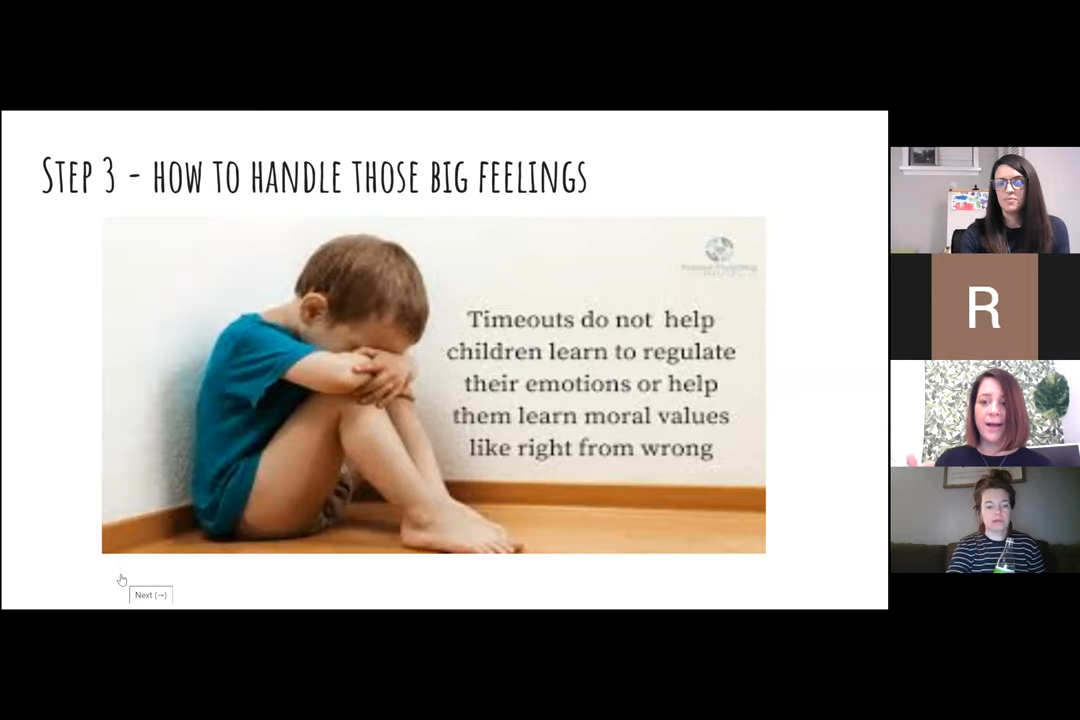 STEP 3 - HOW TO HANDLE THOSE BIG FEELINGS
Timeouts do not help
children learn to regulate
their emotions or help
them learn moral values
like right from wrong
Next (→)
R